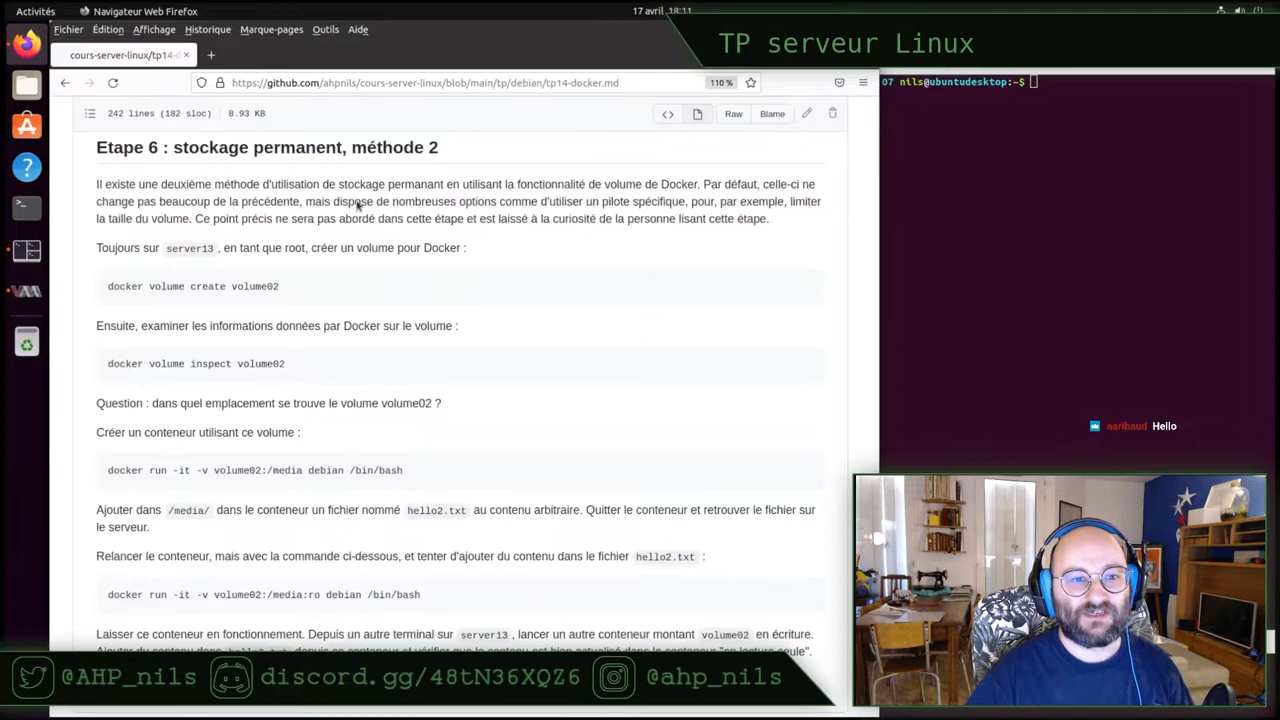 Activités
Navigateur Web Firefox
17 avril 18:11
Fichier Édition Affichage Historique Marque-pages Outils Aide
TP serveur Linux
cours-server-linux/tp14-d
https://github.com/ahpnils/cours-server-linux/blob/main/tp/debian/tp14-docker.md
110 %
07 nils@ubuntudesktop:~$
242 lines (182 sloc) 8.93 KB
Raw
Blame
Etape 6 : stockage permanent, méthode 2
Il existe une deuxième méthode d'utilisation de stockage permanant en utilisant la fonctionnalité de volume de Docker. Par défaut, celle-ci ne
change pas beaucoup de la précédente, mais dispose de nombreuses options comme d'utiliser un pilote spécifique, pour, par exemple, limiter
la taille du volume. Ce point précis ne sera pas abordé dans cette étape et est laissé à la curiosité de la personne lisant cette étape.
Toujours sur server13 , en tant que root, créer un volume pour Docker :
docker volume create volume02
Ensuite, examiner les informations données par Docker sur le volume :
docker volume inspect volume02
Question : dans quel emplacement se trouve le volume volume02 ?
Créer un conteneur utilisant ce volume :
aaribaud Hello
docker run -it -v volume02:/media debian /bin/bash
Ajouter dans /media/ dans le conteneur un fichier nommé hello2.txt au contenu arbitraire. Quitter le conteneur et retrouver le fichier sur
le serveur.
Relancer le conteneur, mais avec la commande ci-dessous, et tenter d'ajouter du contenu dans le fichier hello2.txt :
docker run -it -v volume02:/media:ro debian /bin/bash
Laisser ce conteneur en fonctionnement. Depuis un autre terminal sur server13 , lancer un autre conteneur montant volume02 en écriture.
@AHP_nils
discord.gg/48tN36XQZ6
@ahp_nils